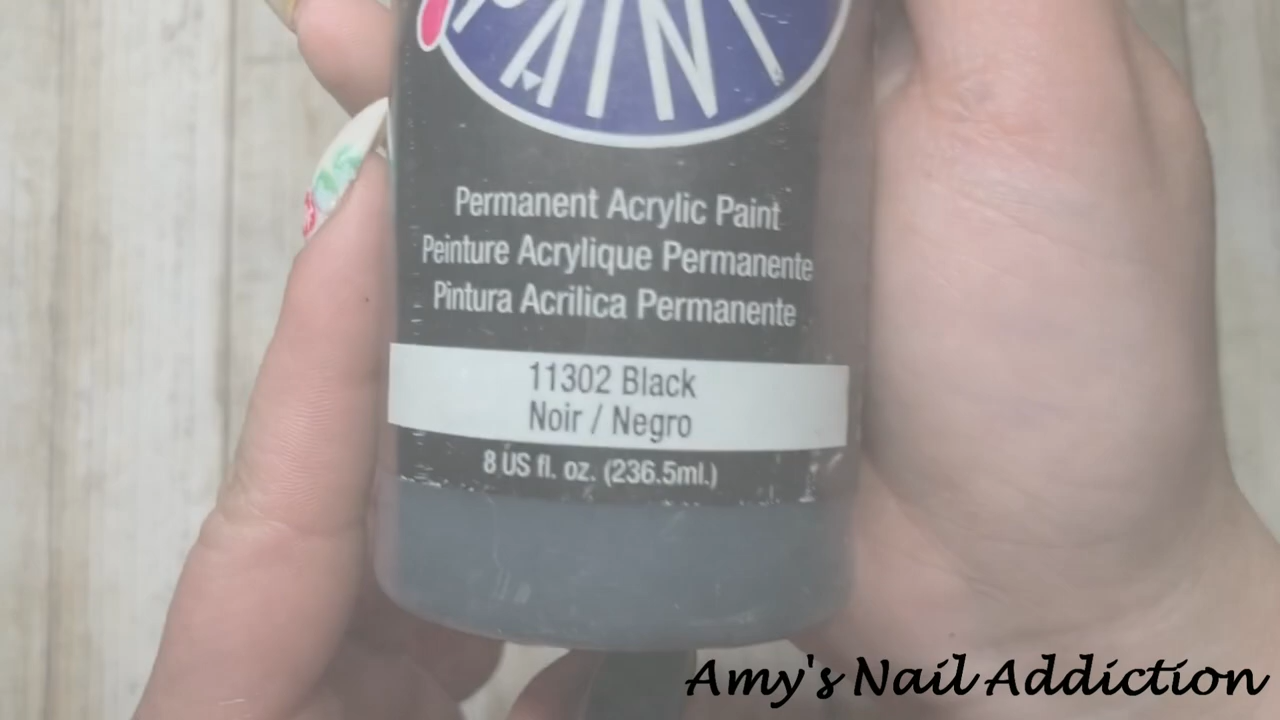 PAINT
Permanent Acrylic Paint
Peinture Acrylique Permanente
Pintura Acrilica Permanente
11302 Black
Noir / Negro
8 US fl. oz. (236.5ml.)
Amy's Nail Addiction